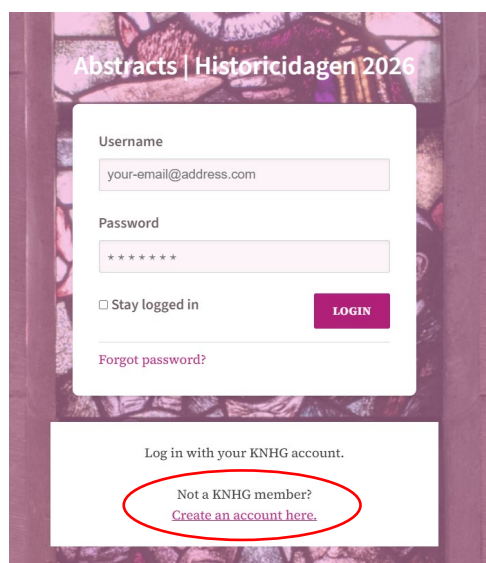 Abstracts | Historicidagen 2026
Username
your-email@address.com
Password
*******
Stay logged in
LOGIN
Forgot password?
Log in with your KNHG account.
Not a KNHG member?
Create an account here.